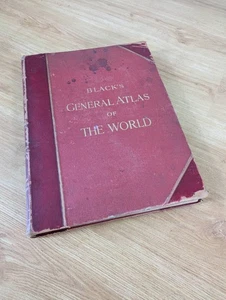 BLACK'S
GENERAL ATLAS
OF
THE WORLD